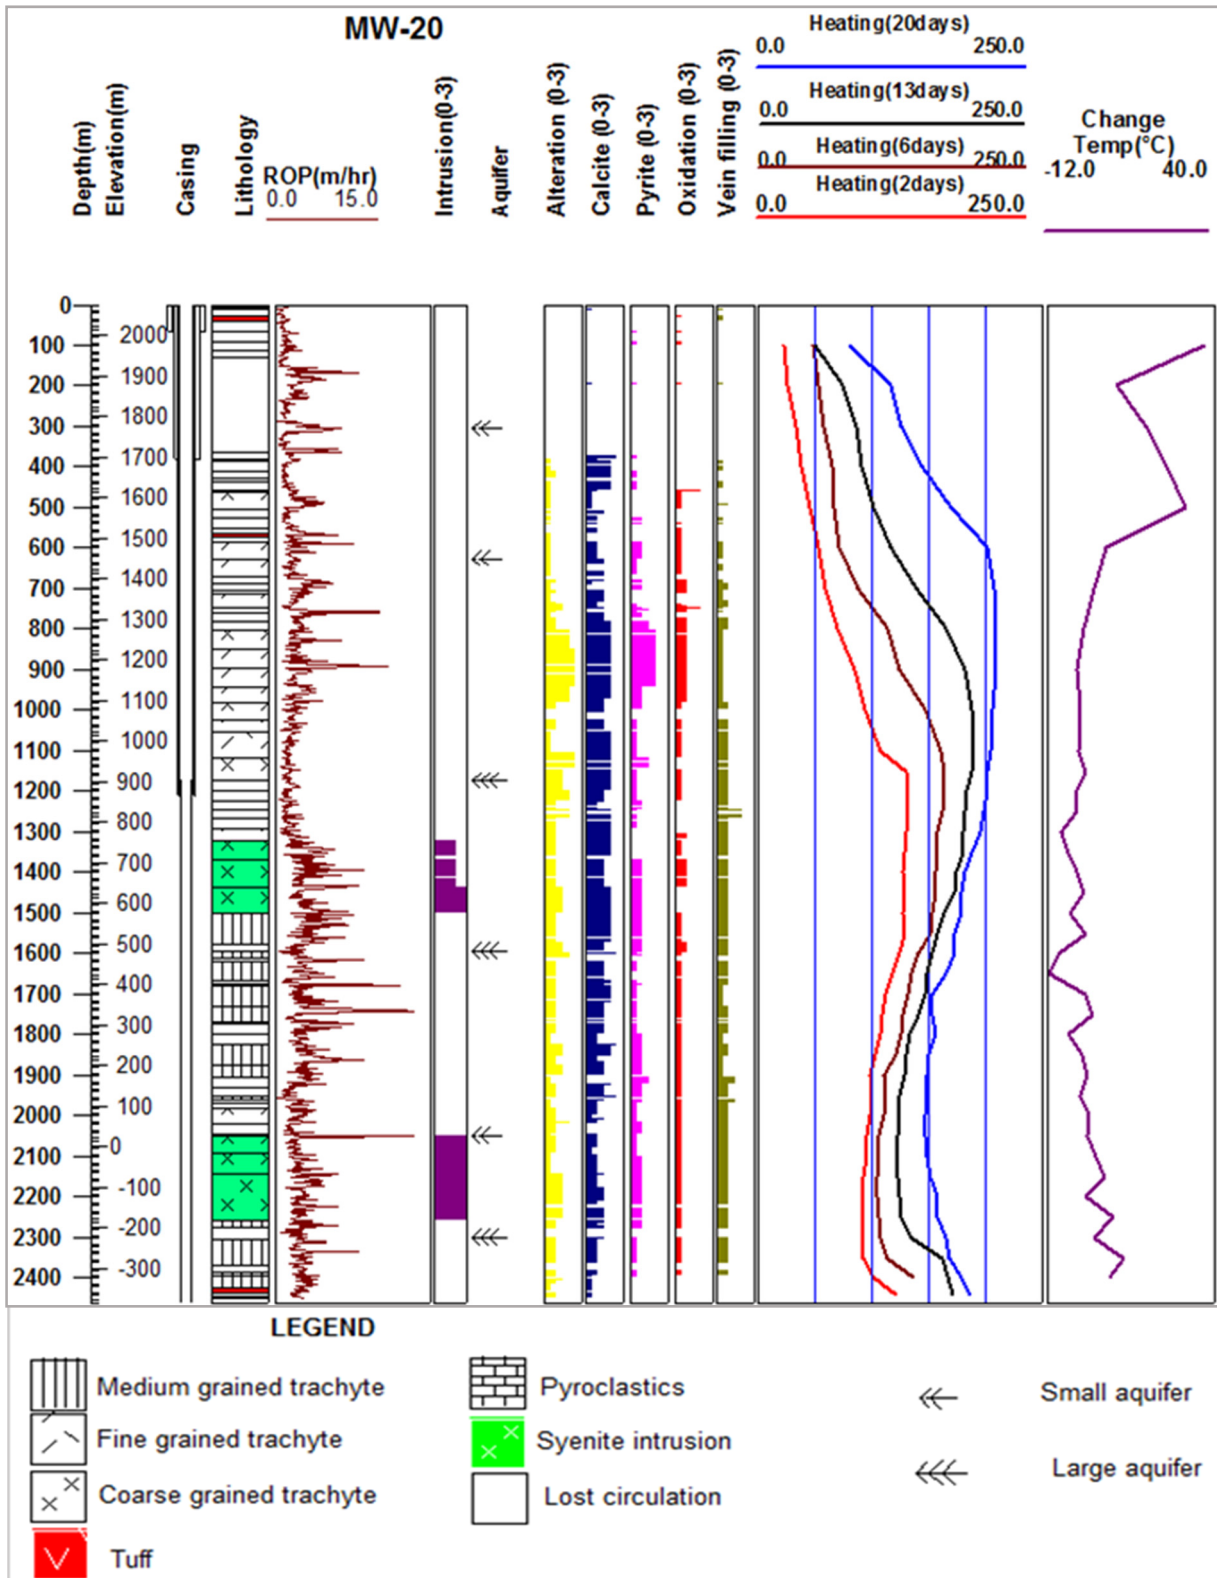 MW-20
Heating(20days)
0.0 250.0
Heating(13days)
0.0 250.0
Heating(6days)
0.0 250.0
Heating(2days)
0.0 250.0
Change
Temp(°C)
-12.0 40.0
Depth(m)
Elevation(m)
Casing
Lithology
ROP(m/hr)
0.0 15.0
Intrusion(0-3)
Aquifer
Alteration (0-3)
Calcite (0-3)
Pyrite (0-3)
Oxidation (0-3)
Vein filling (0-3)
0
2000
100
1900
200
1800
300
1700
400
1600
500
1500
600
1400
700
1300
800
1200
900
1100
1000
1000
1100
900
1200
800
1300
700
1400
600
1500
500
1600
400
1700
300
1800
200
1900
100
2000
0
2100
-100
2200
-200
2300
-300
2400
LEGEND
Medium grained trachyte
Pyroclastics
Small aquifer
Fine grained trachyte
Syenite intrusion
Large aquifer
Coarse grained trachyte
Lost circulation
Tuff